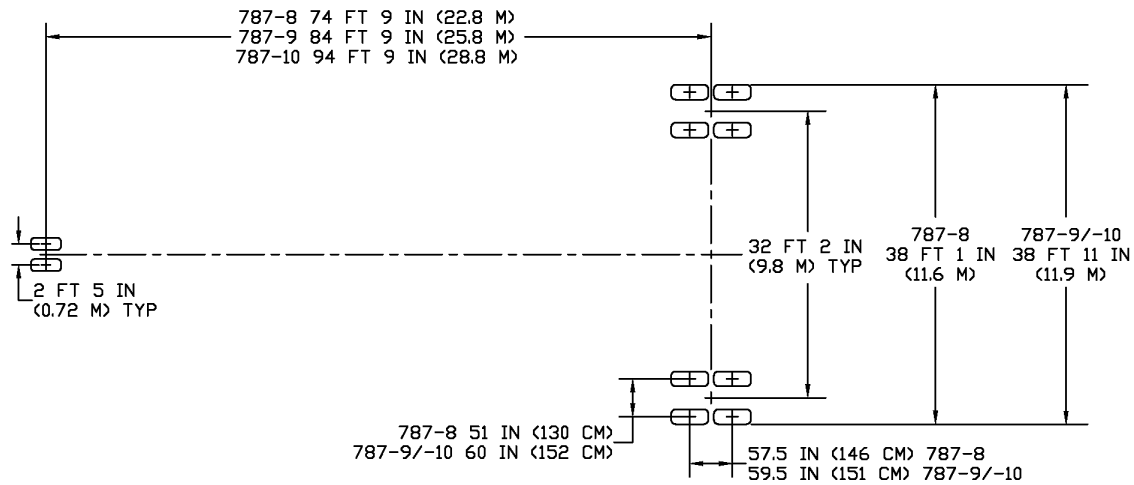 787-8 74 FT 9 IN (22.8 M)
787-9 84 FT 9 IN (25.8 M)
787-10 94 FT 9 IN (28.8 M)
2 FT 5 IN
(0.72 M) TYP
32 FT 2 IN
(9.8 M) TYP
787-8
38 FT 1 IN
(11.6 M)
787-9/-10
38 FT 11 IN
(11.9 M)
787-8 51 IN (130 CM)
787-9/-10 60 IN (152 CM)
57.5 IN (146 CM) 787-8
59.5 IN (151 CM) 787-9/-10